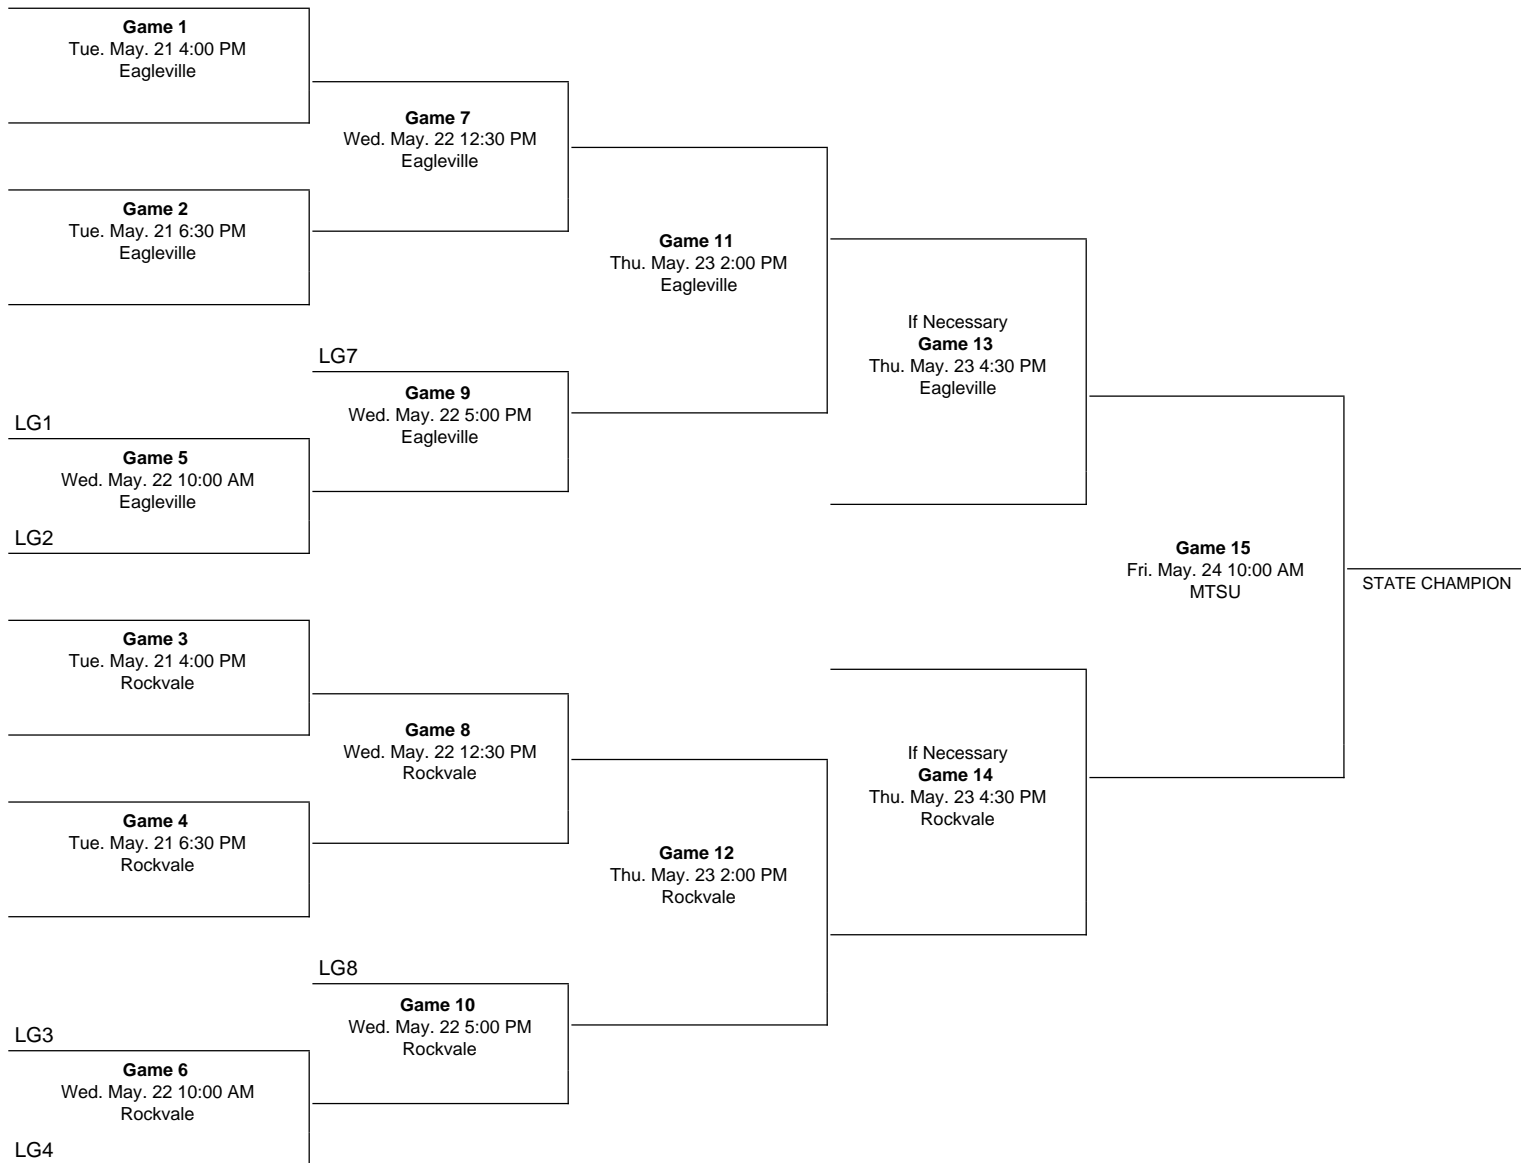 Game 1
Tue. May. 21 4:00 PM
Eagleville
Game 7
Wed. May. 22 12:30 PM
Eagleville
Game 2
Tue. May. 21 6:30 PM
Eagleville
Game 11
Thu. May. 23 2:00 PM
Eagleville
If Necessary
Game 13
Thu. May. 23 4:30 PM
Eagleville
LG7
Game 9
Wed. May. 22 5:00 PM
Eagleville
LG1
Game 5
Wed. May. 22 10:00 AM
Eagleville
LG2
Game 15
Fri. May. 24 10:00 AM
MTSU
STATE CHAMPION
Game 3
Tue. May. 21 4:00 PM
Rockvale
Game 8
Wed. May. 22 12:30 PM
Rockvale
If Necessary
Game 14
Thu. May. 23 4:30 PM
Rockvale
Game 4
Tue. May. 21 6:30 PM
Rockvale
Game 12
Thu. May. 23 2:00 PM
Rockvale
LG8
Game 10
Wed. May. 22 5:00 PM
Rockvale
LG3
Game 6
Wed. May. 22 10:00 AM
Rockvale
LG4